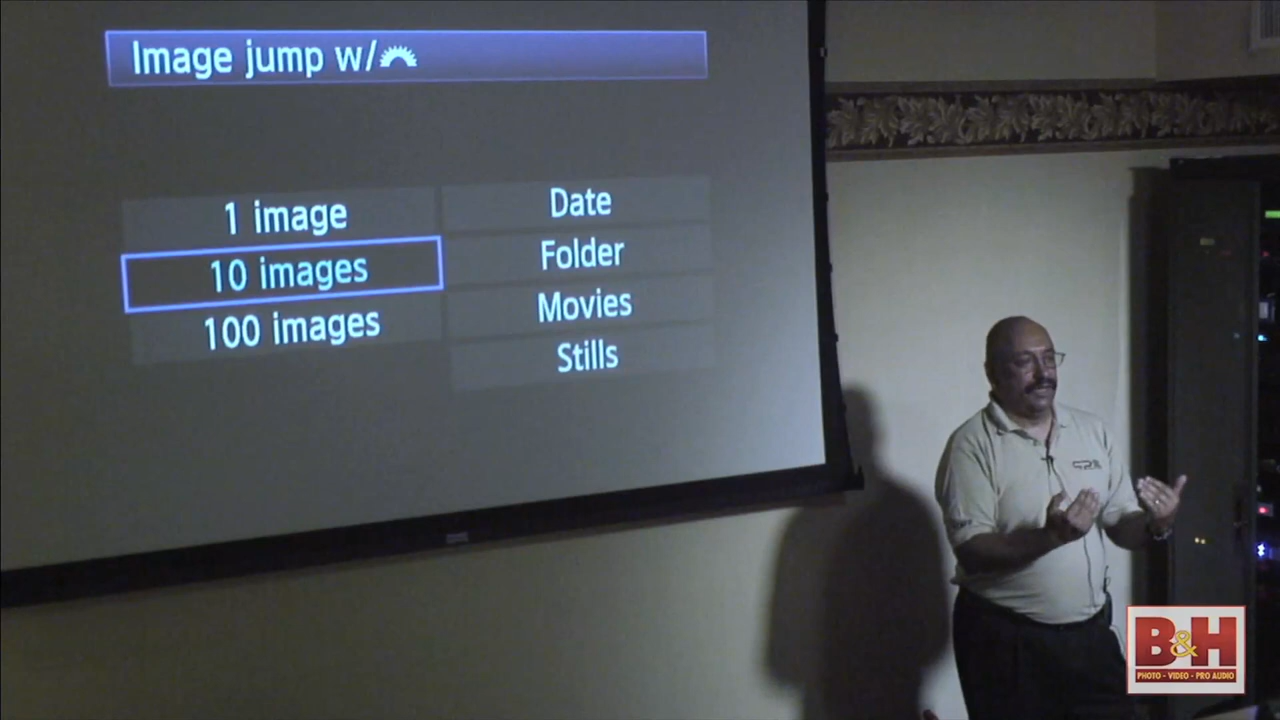 Image jump w/
1 image
10 images
100 images
Date
Folder
Movies
Stills
B&H
PHOTO - VIDEO - PRO AUDIO